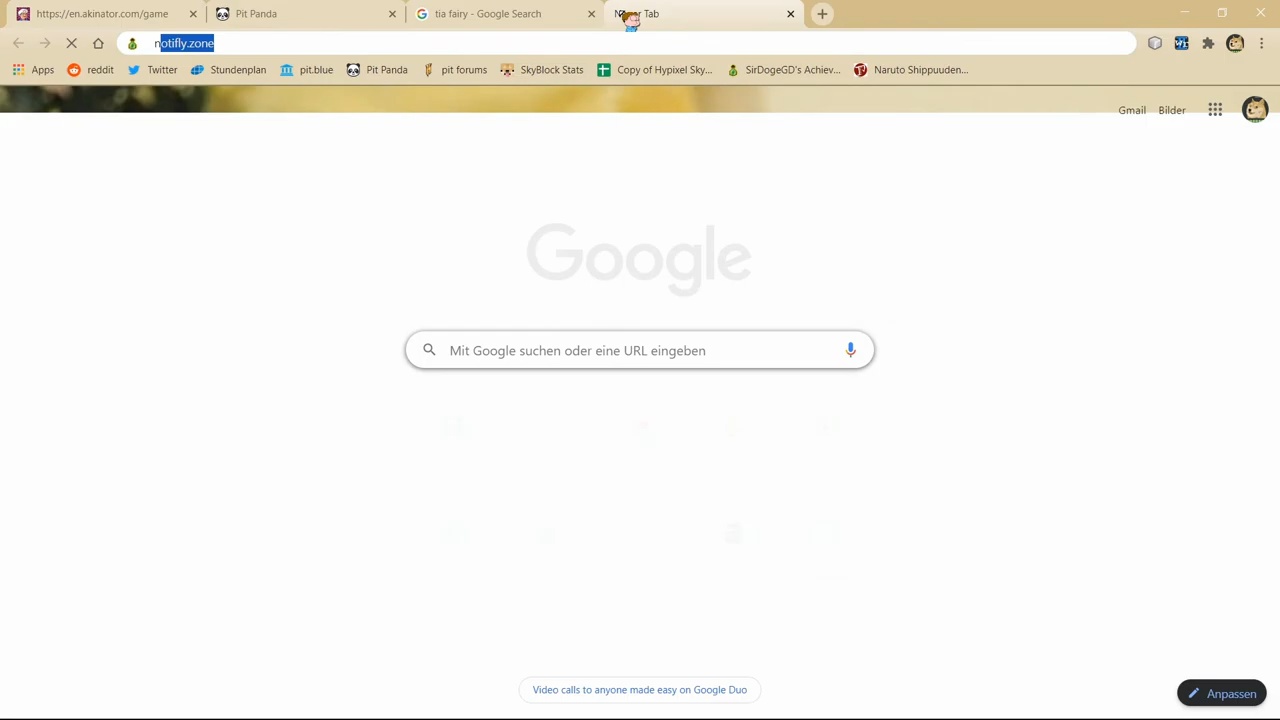 https://en.akinator.com/game
Pit Panda
tia fairy - Google Search
Tab
notifly.zone
Apps
reddit
Twitter
Stundenplan
pit.blue
Pit Panda
pit forums
SkyBlock Stats
Copy of Hypixel Sky...
SirDogeGD's Achiev...
Naruto Shippuuden...
Gmail
Bilder
Google
Mit Google suchen oder eine URL eingeben
Video calls to anyone made easy on Google Duo
Anpassen